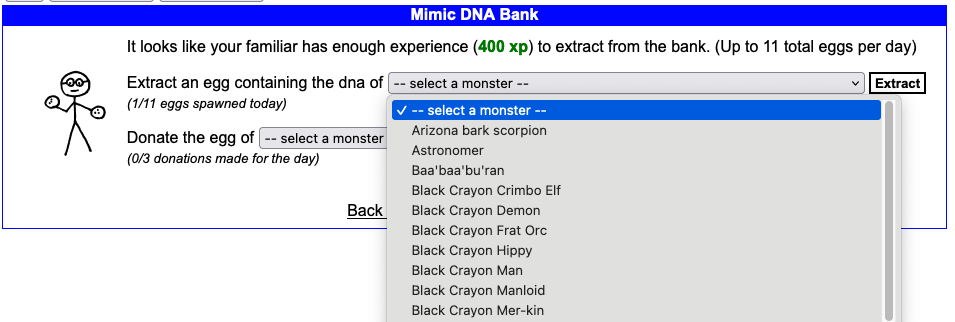 Mimic DNA Bank
It looks like your familiar has enough experience (400 xp) to extract from the bank. (Up to 11 total eggs per day)
Extract an egg containing the dna of -- select a monster -- Extract
(1/11 eggs spawned today)
✓ -- select a monster --
Arizona bark scorpion
Astronomer
Baa'baa'bu'ran
Black Crayon Crimbo Elf
Black Crayon Demon
Black Crayon Frat Orc
Black Crayon Hippy
Black Crayon Man
Black Crayon Manloid
Black Crayon Mer-kin
Donate the egg of -- select a monster
(0/3 donations made for the day)
Back